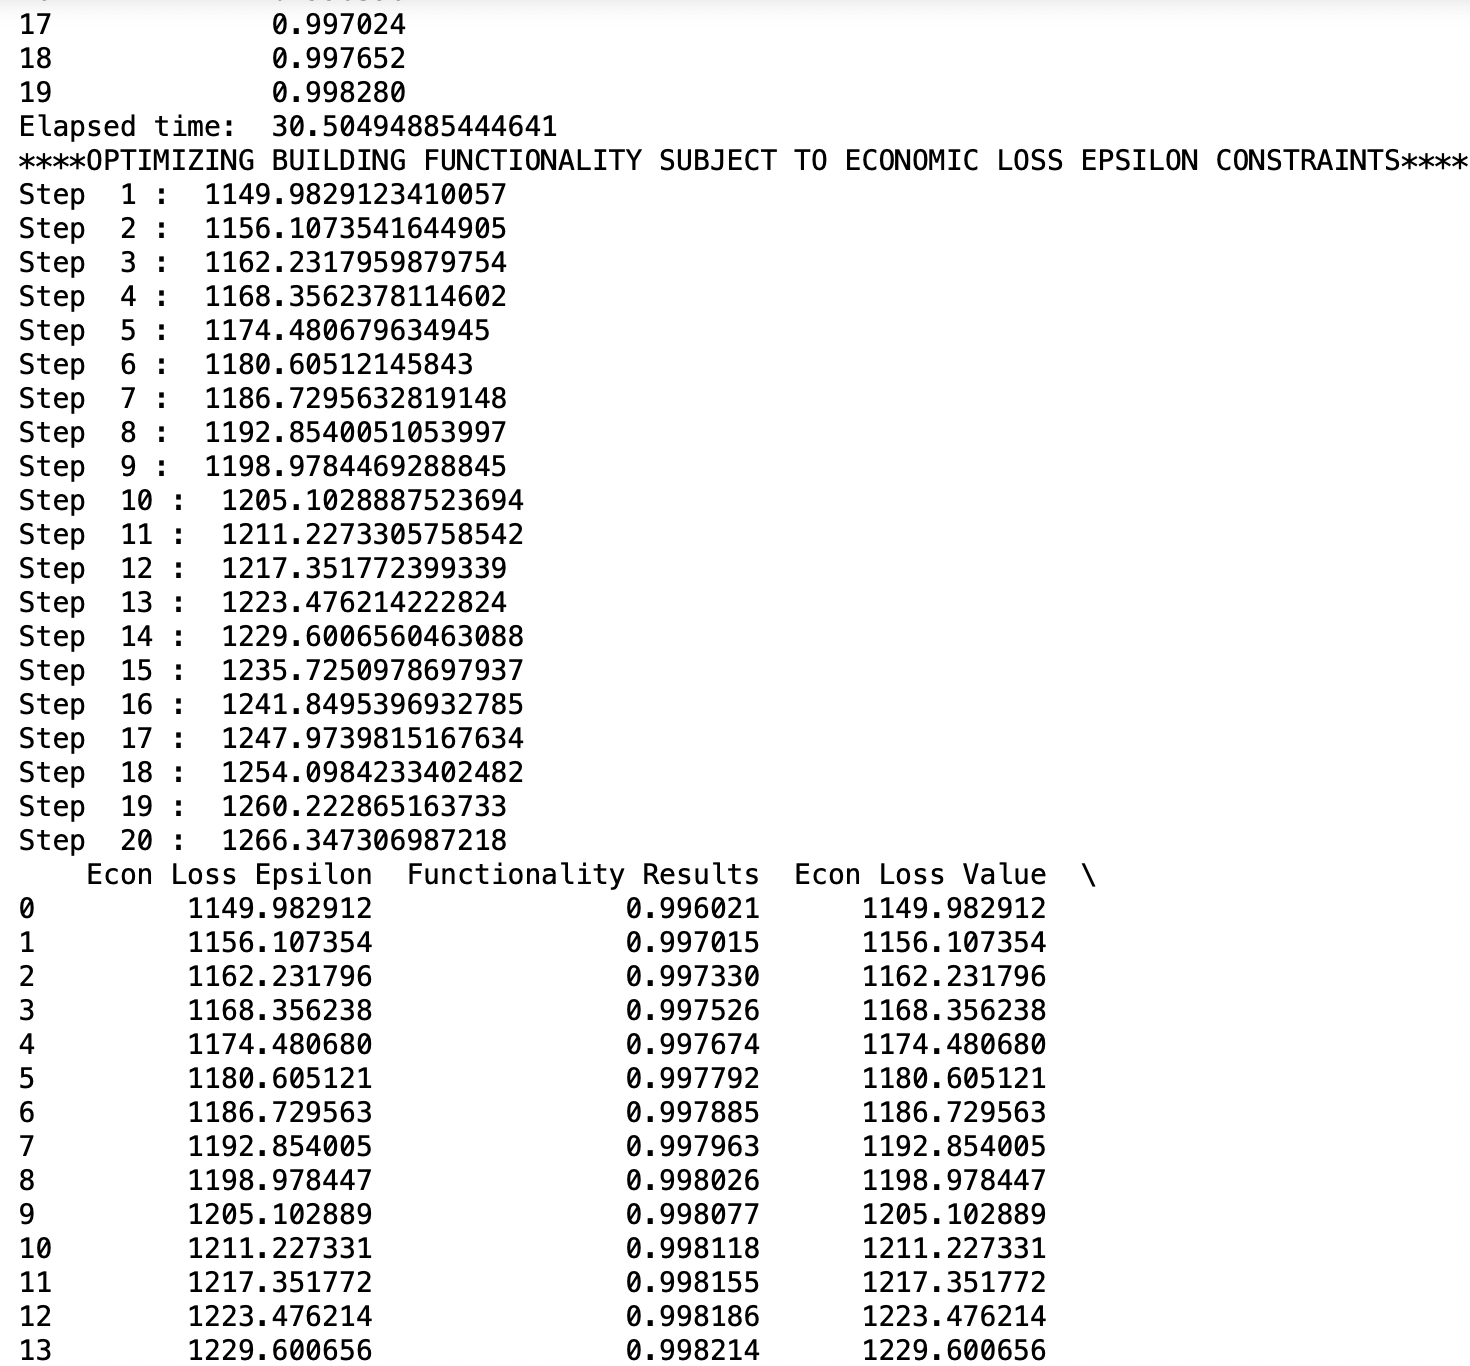 17             0.997024
18             0.997652
19             0.998280
Elapsed time:  30.50494885444641
****OPTIMIZING BUILDING FUNCTIONALITY SUBJECT TO ECONOMIC LOSS EPSILON CONSTRAINTS****
Step  1 :  1149.9829123410057
Step  2 :  1156.1073541644905
Step  3 :  1162.2317959879754
Step  4 :  1168.3562378114602
Step  5 :  1174.480679634945
Step  6 :  1180.60512145843
Step  7 :  1186.7295632819148
Step  8 :  1192.8540051053997
Step  9 :  1198.9784469288845
Step  10 :  1205.1028887523694
Step  11 :  1211.2273305758542
Step  12 :  1217.351772399339
Step  13 :  1223.476214222824
Step  14 :  1229.6006560463088
Step  15 :  1235.7250978697937
Step  16 :  1241.8495396932785
Step  17 :  1247.9739815167634
Step  18 :  1254.0984233402482
Step  19 :  1260.222865163733
Step  20 :  1266.347306987218
    Econ Loss Epsilon  Functionality Results  Econ Loss Value  \
0         1149.982912               0.996021      1149.982912
1         1156.107354               0.997015      1156.107354
2         1162.231796               0.997330      1162.231796
3         1168.356238               0.997526      1168.356238
4         1174.480680               0.997674      1174.480680
5         1180.605121               0.997792      1180.605121
6         1186.729563               0.997885      1186.729563
7         1192.854005               0.997963      1192.854005
8         1198.978447               0.998026      1198.978447
9         1205.102889               0.998077      1205.102889
10        1211.227331               0.998118      1211.227331
11        1217.351772               0.998155      1217.351772
12        1223.476214               0.998186      1223.476214
13        1229.600656               0.998214      1229.600656